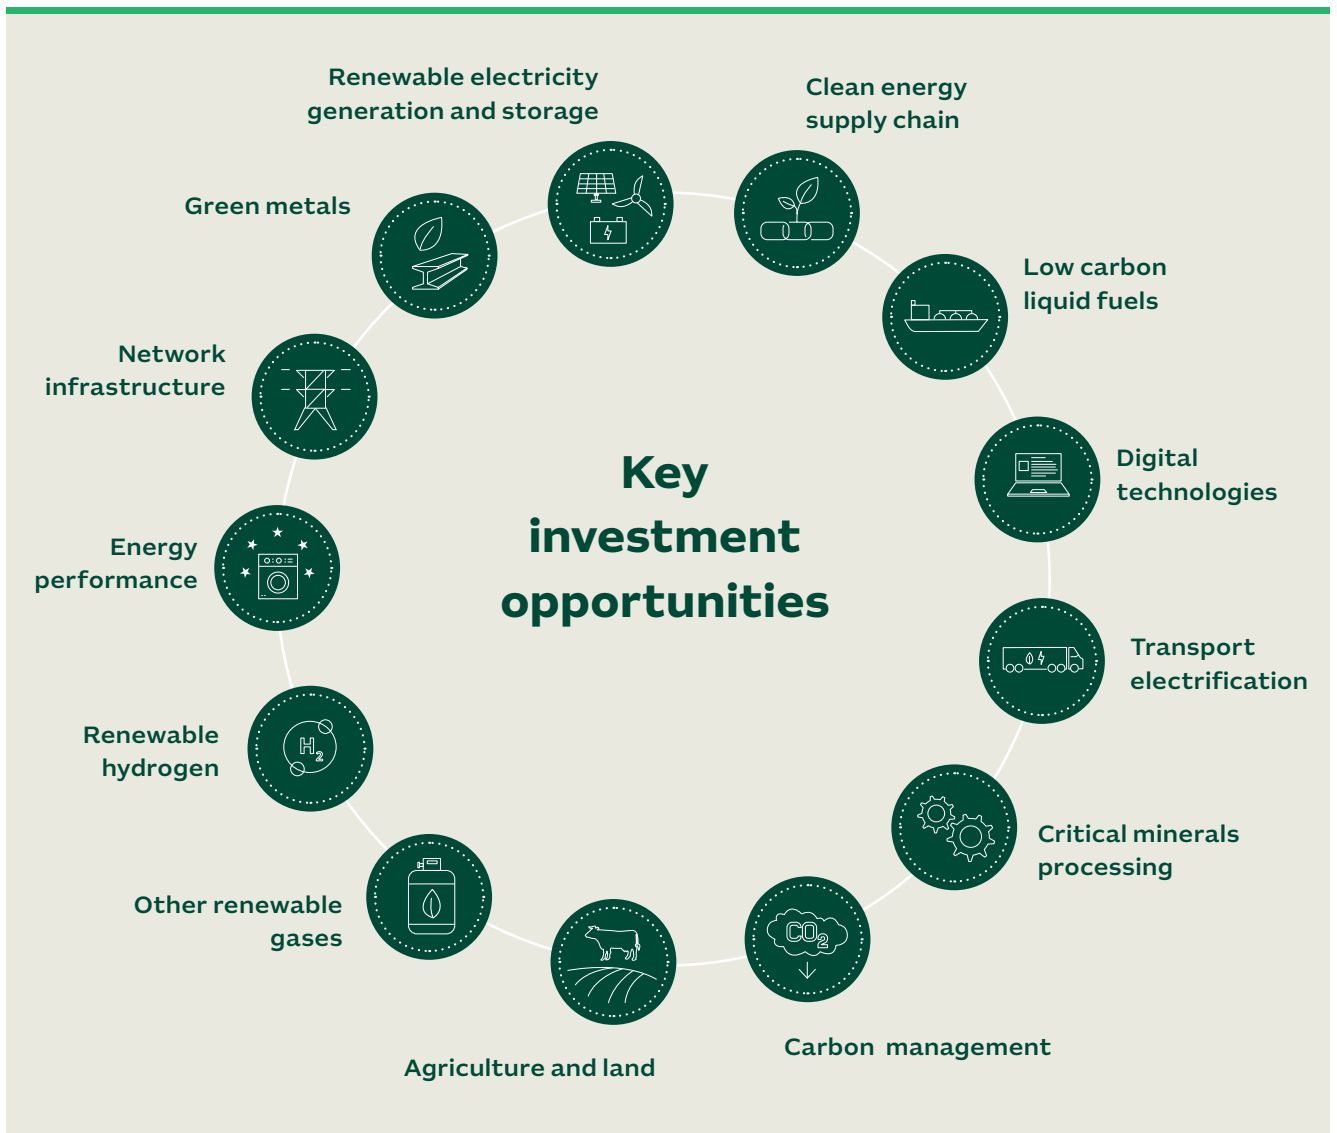 Renewable electricity
generation and storage
Clean energy
supply chain
Green metals
Low carbon
liquid fuels
Network
infrastructure
Key
investment
opportunities
Digital
technologies
Energy
performance
Transport
electrification
Renewable
hydrogen
H2
Critical minerals
processing
Other renewable
gases
CO2
Carbon management
Agriculture and land